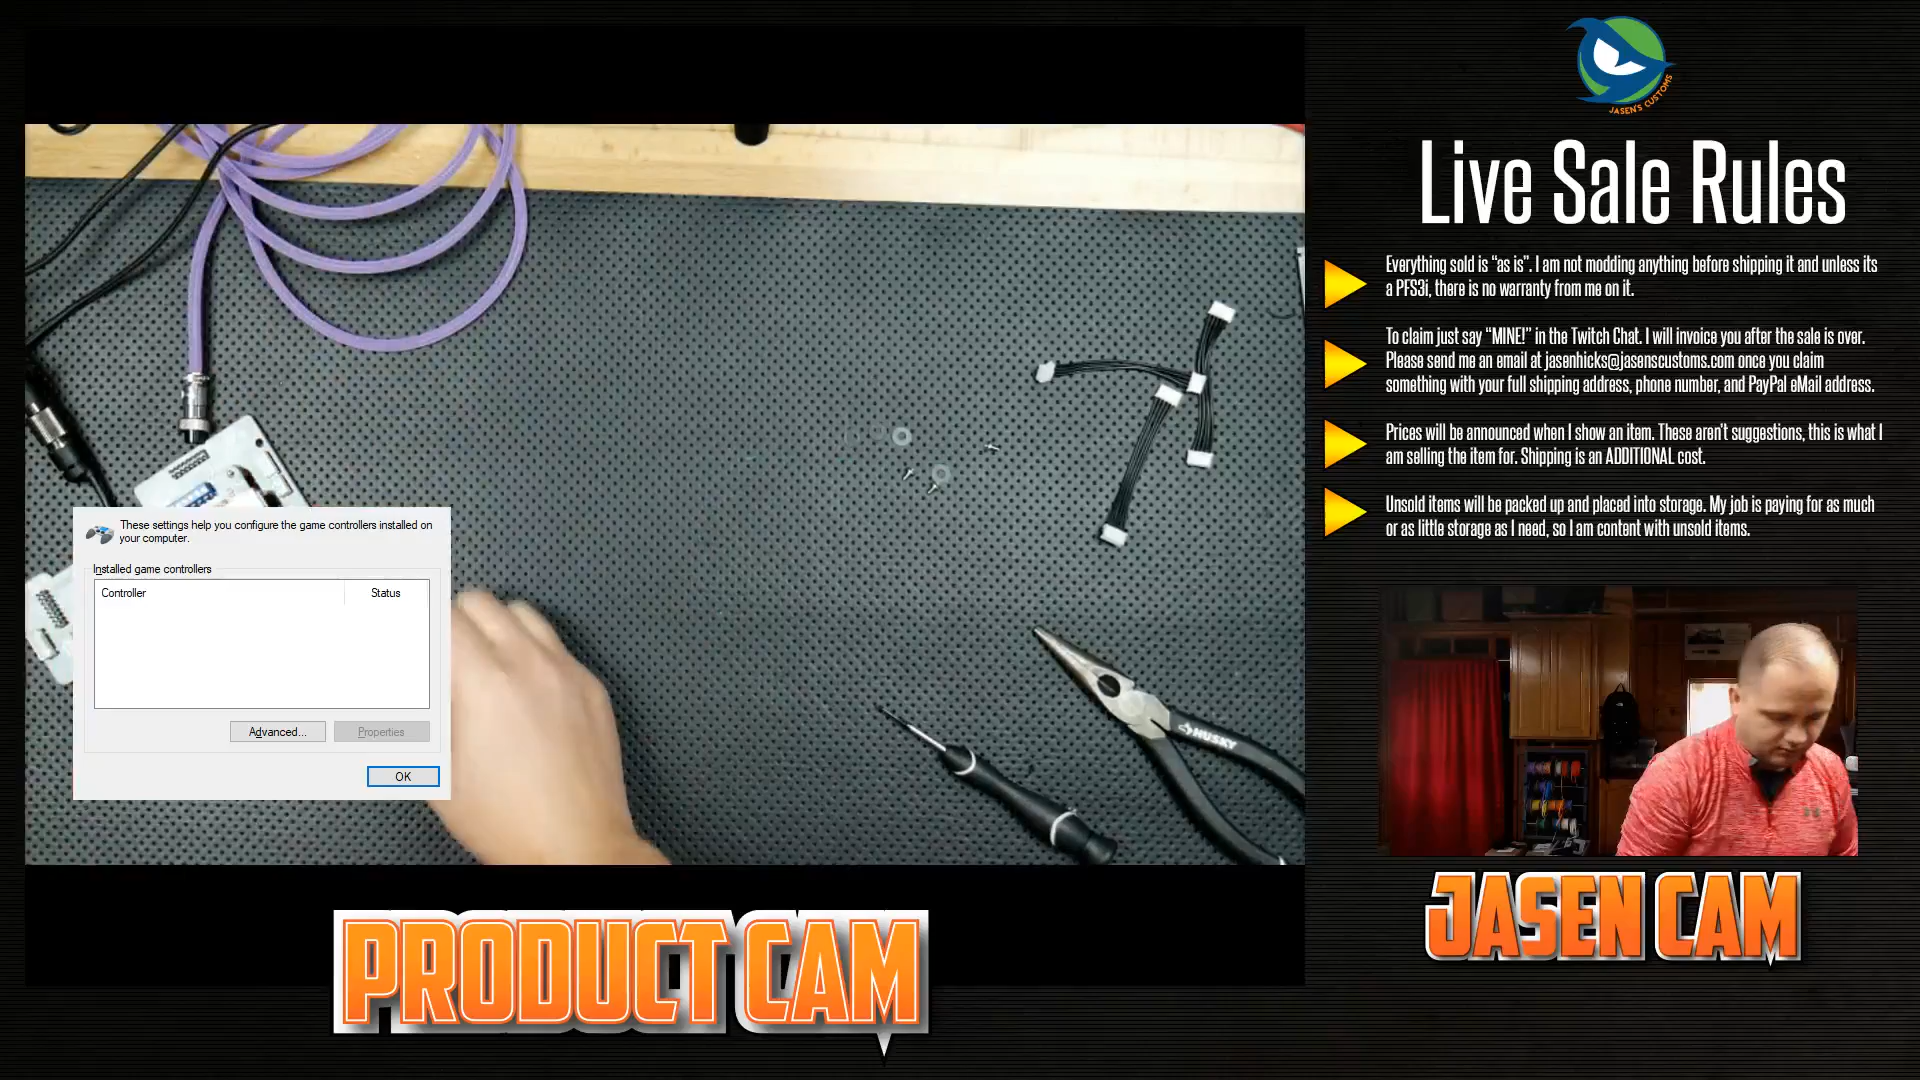 JASEN'S CUSTOMS
Live Sale Rules
Everything sold is “as is”. I am not modding anything before shipping it and unless its
a PFS3i, there is no warranty from me on it.
To claim just say “MINE!” in the Twitch Chat. I will invoice you after the sale is over.
Please send me an email at jasenhicks@jasenscustoms.com once you claim
something with your full shipping address, phone number, and PayPal eMail address.
Prices will be announced when I show an item. These aren't suggestions, this is what I
am selling the item for. Shipping is an ADDITIONAL cost.
Unsold items will be packed up and placed into storage. My job is paying for as much
or as little storage as I need, so I am content with unsold items.
These settings help you configure the game controllers installed on
your computer.
Installed game controllers
Controller Status
Advanced... Properties
OK
HUSKY
PRODUCT CAM
JASEN CAM